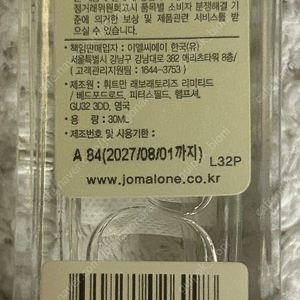 정거래위원회고시 품목별 소비자 분쟁해결 기
준에 의거한 보상 및 제품관련 서비스를 받
으실 수 있습니다.
• 책임판매업자 : 이엘씨에이 한국(유)
서울특별시 강남구 강남대로 382 메리츠타워 8층/
( 고객관리지원팀 : 1644-3753 )
• 제조원 : 휘트만 래보래토리즈 리미티드
/ 베드포드로드, 피터스필드, 햄프셔,
GU32 3DD, 영국
• 용 량 : 30ML
제조번호 및 사용기한 :
A 84(2027/08/01까지)
L32P
www.jomalone.co.kr